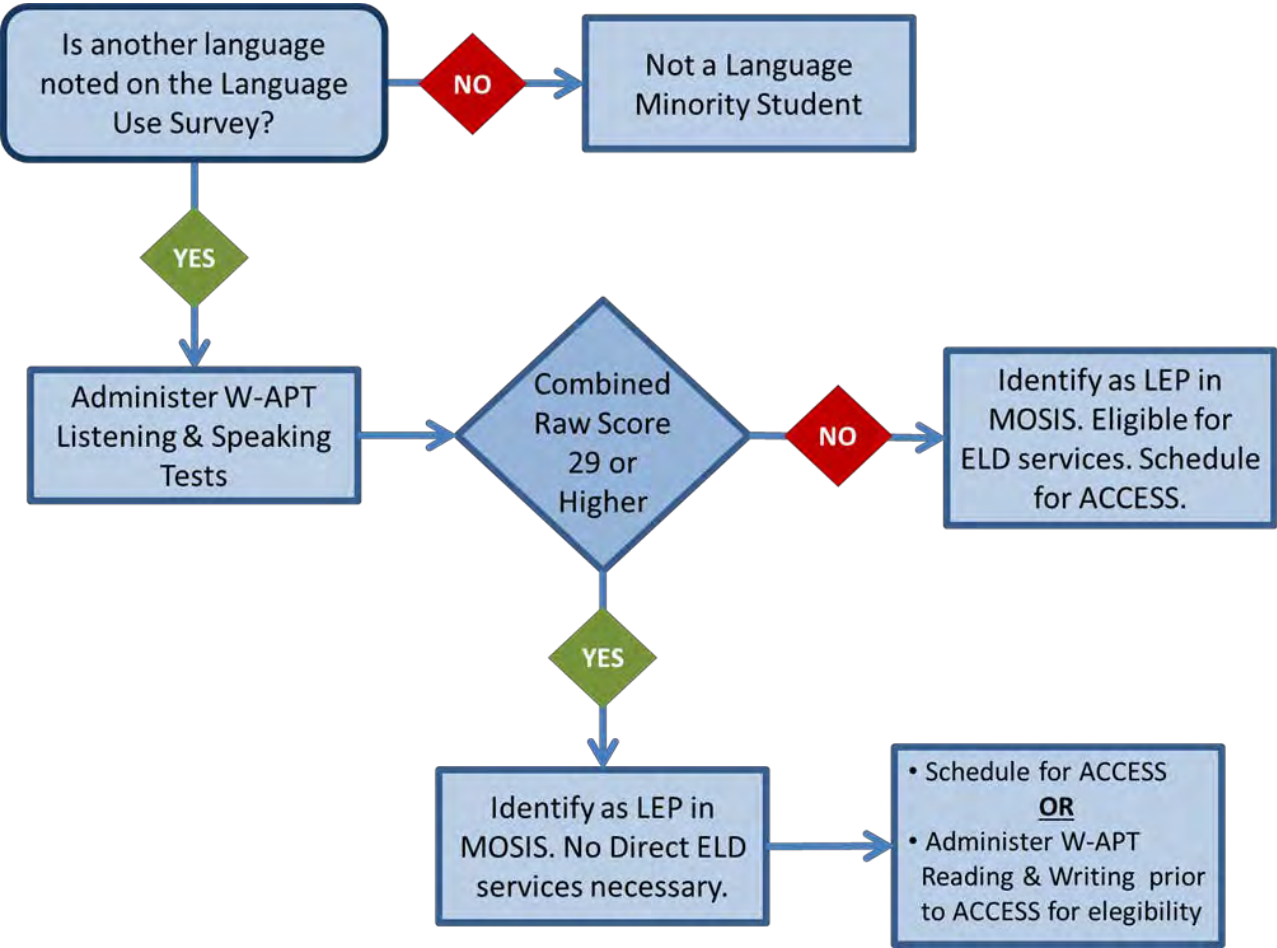 Is another language
noted on the Language
Use Survey?
NO
Not a Language
Minority Student
YES
Administer W-APT
Listening & Speaking
Tests
Combined
Raw Score
29 or
Higher
NO
Identify as LEP in
MOSIS. Eligible for
ELD services. Schedule
for ACCESS.
YES
Identify as LEP in
MOSIS. No Direct ELD
services necessary.
• Schedule for ACCESS
OR
• Administer W-APT
Reading & Writing prior
to ACCESS for elegibility